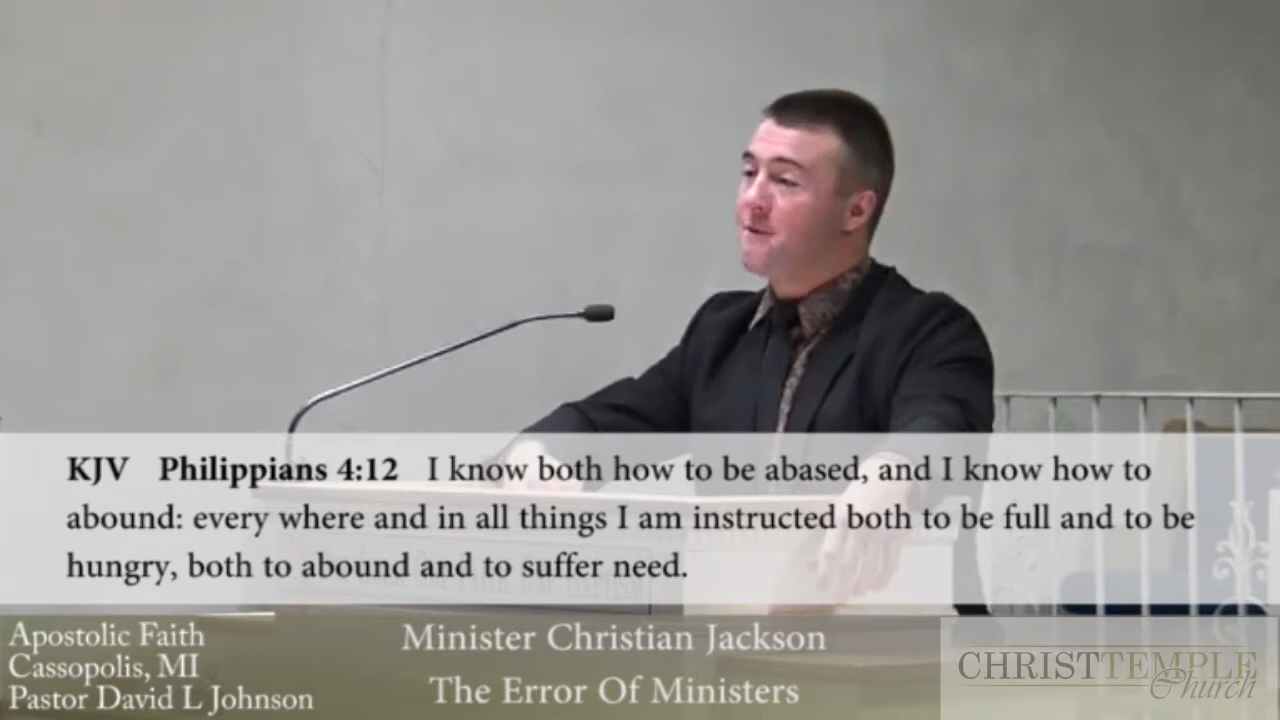 KJV Philippians 4:12 I know both how to be abased, and I know how to
abound: every where and in all things I am instructed both to be full and to be
hungry, both to abound and to suffer need.
Apostolic Faith
Cassopolis, MI
Pastor David L Johnson
Minister Christian Jackson
The Error Of Ministers
CHRISTTEMPLE
Church